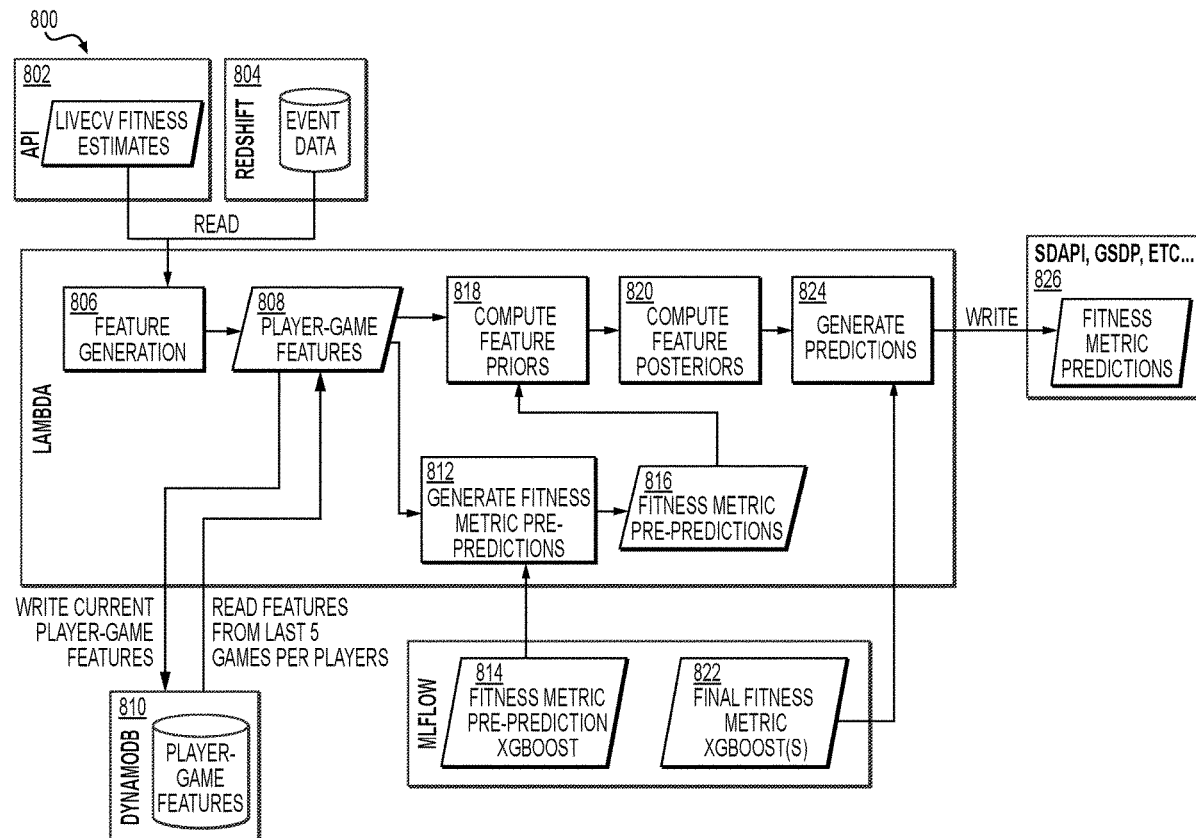 800
802
LIVECV FITNESS
ESTIMATES
API
804
EVENT
DATA
REDSHIFT
READ
LAMBDA
806
FEATURE
GENERATION
808
PLAYER-GAME
FEATURES
818
COMPUTE
FEATURE
PRIORS
820
COMPUTE
FEATURE
POSTERIORS
824
GENERATE
PREDICTIONS
WRITE
SDAPI, GSDP, ETC...
826
FITNESS
METRIC
PREDICTIONS
812
GENERATE FITNESS
METRIC PRE-
PREDICTIONS
816
FITNESS METRIC
PRE-PREDICTIONS
WRITE CURRENT
PLAYER-GAME
FEATURES
READ FEATURES
FROM LAST 5
GAMES PER PLAYERS
810
DYNAMODB
PLAYER-
GAME
FEATURES
MLFLOW
814
FITNESS METRIC
PRE-PREDICTION
XGBOOST
822
FINAL FITNESS
METRIC
XGBOOST(S)